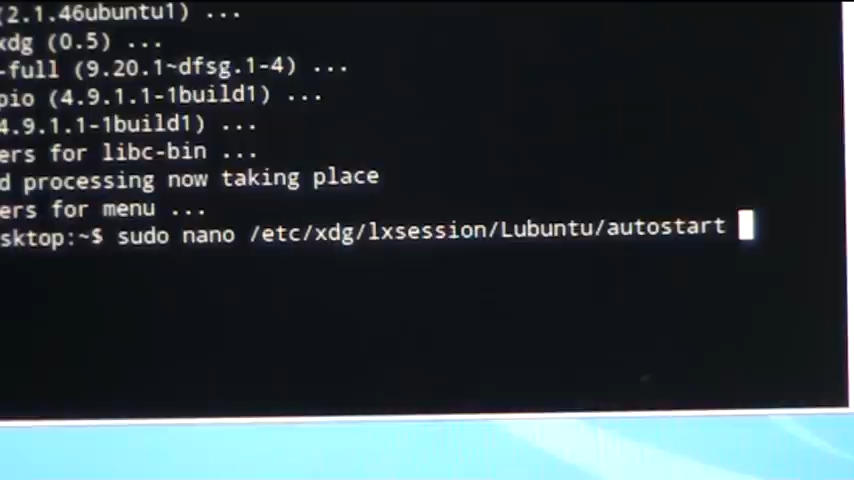 (2.1.46ubuntu1) ...
xdg (0.5) ...
-full (9.20.1~dfsg.1-4) ...
pio (4.9.1.1-1build1) ...
4.9.1.1-1build1) ...
ers for libc-bin ...
d processing now taking place
ers for menu ...
sktop:~$ sudo nano /etc/xdg/lxsession/Lubuntu/autostart